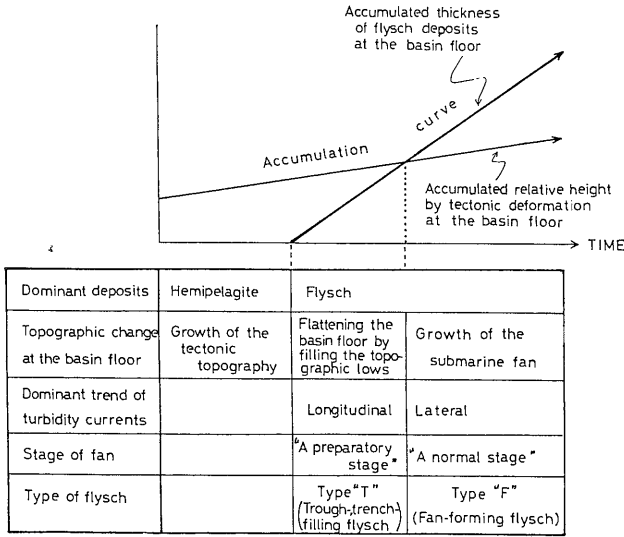 Accumulated thickness
of flysch deposits
at the basin floor
curve
Accumulation
Accumulated relative height
by tectonic deformation
at the basin floor
TIME
Dominant deposits
Hemipelagite
Flysch
Topographic change
at the basin floor
Growth of the
tectonic
topography
Flattening the
basin floor by
filling the topo-
graphic lows
Growth of the
submarine fan
Dominant trend of
turbidity currents
Longitudinal
Lateral
Stage of fan
"A preparatory
stage"
"A normal stage"
Type of flysch
Type "T"
(Trough-,trench-
filling flysch)
Type "F"
(Fan-forming flysch)